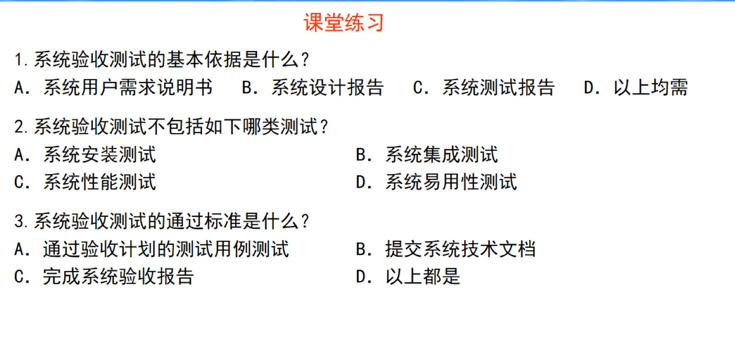 课堂练习
1. 系统验收测试的基本依据是什么？
A. 系统用户需求说明书 B. 系统设计报告 C. 系统测试报告 D. 以上均需
2. 系统验收测试不包括如下哪类测试？
A. 系统安装测试 B. 系统集成测试
C. 系统性能测试 D. 系统易用性测试
3. 系统验收测试的通过标准是什么？
A. 通过验收计划的测试用例测试 B. 提交系统技术文档
C. 完成系统验收报告 D. 以上都是